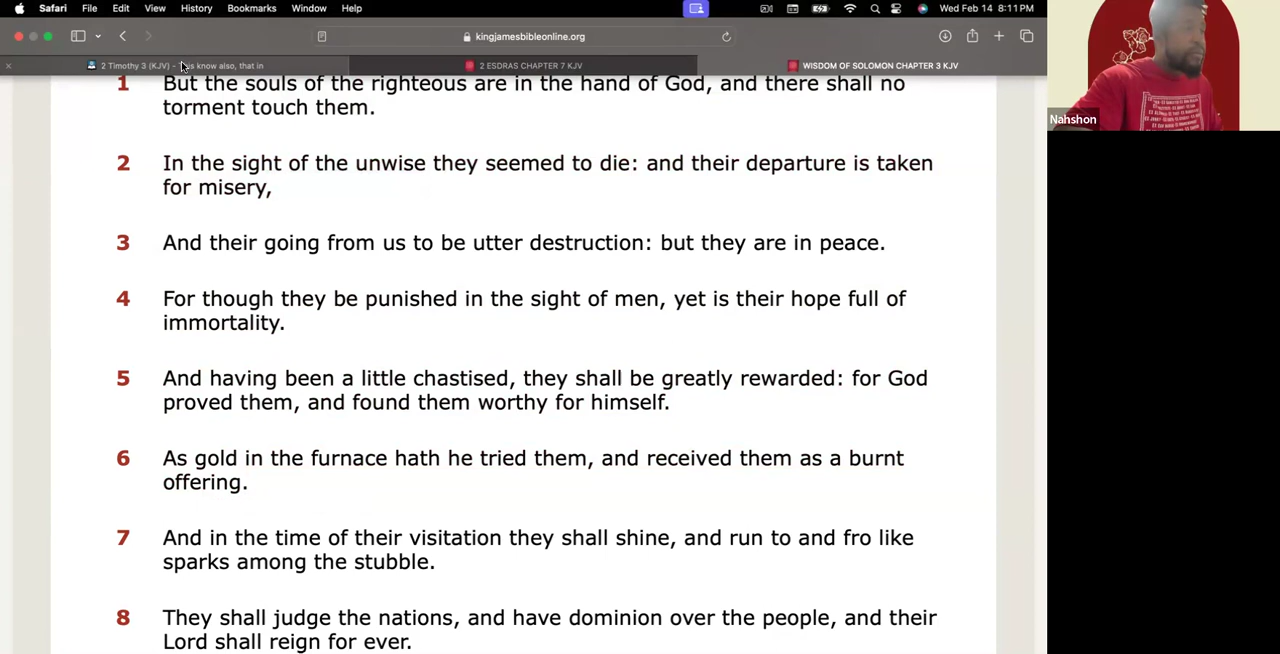 Safari File Edit View History Bookmarks Window Help Wed Feb 14 8:11 PM
kingjamesbibleonline.org
2 Timothy 3 (KJV) - This know also, that in 2 ESDRAS CHAPTER 7 KJV WISDOM OF SOLOMON CHAPTER 3 KJV
1 But the souls of the righteous are in the hand of God, and there shall no
torment touch them.
2 In the sight of the unwise they seemed to die: and their departure is taken
for misery,
3 And their going from us to be utter destruction: but they are in peace.
4 For though they be punished in the sight of men, yet is their hope full of
immortality.
5 And having been a little chastised, they shall be greatly rewarded: for God
proved them, and found them worthy for himself.
6 As gold in the furnace hath he tried them, and received them as a burnt
offering.
7 And in the time of their visitation they shall shine, and run to and fro like
sparks among the stubble.
8 They shall judge the nations, and have dominion over the people, and their
Lord shall reign for ever.
Nahshon